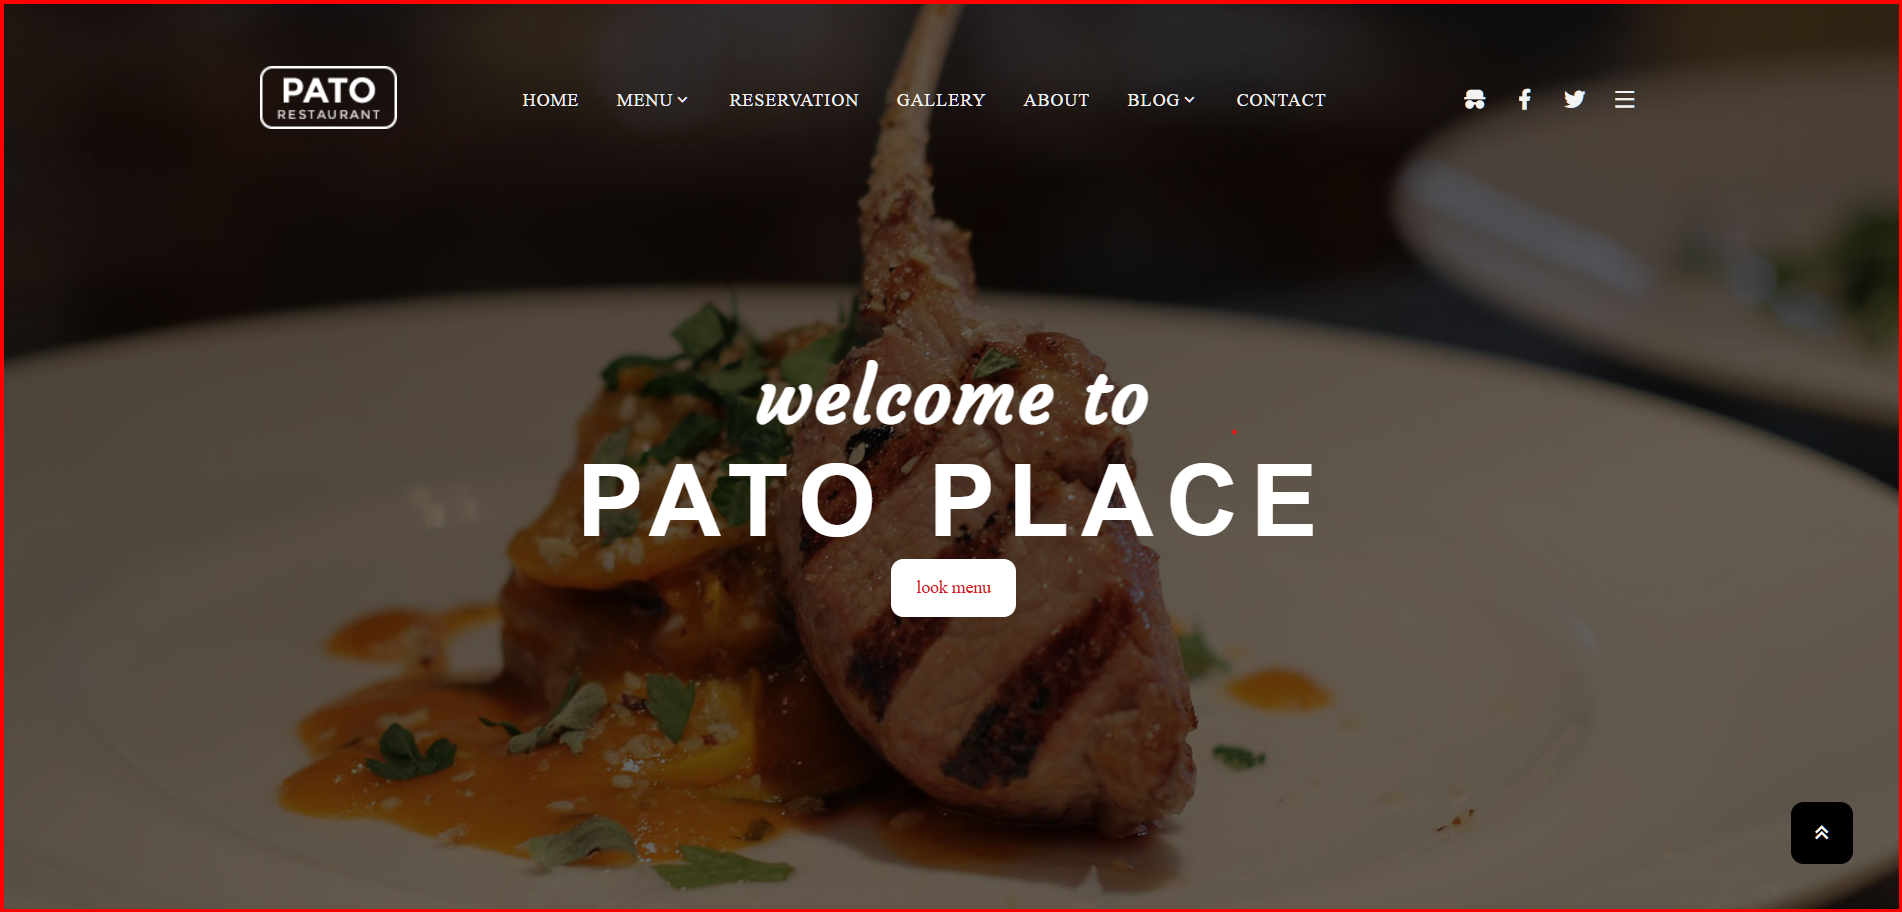 PATO
RESTAURANT
HOME MENU RESERVATION GALLERY ABOUT BLOG CONTACT
welcome to
PATO PLACE
look menu